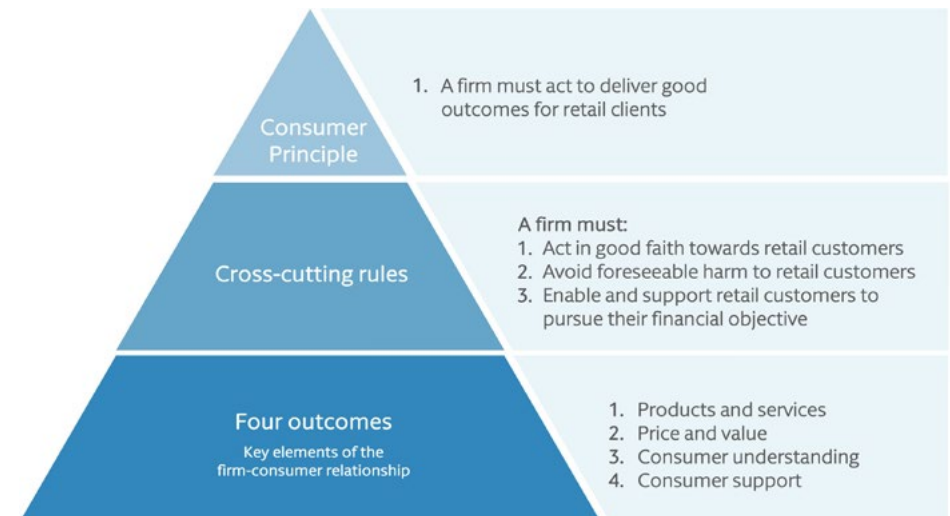 Consumer
Principle
1. A firm must act to deliver good
outcomes for retail clients
Cross-cutting rules
A firm must:
1. Act in good faith towards retail customers
2. Avoid foreseeable harm to retail customers
3. Enable and support retail customers to
pursue their financial objective
Four outcomes
Key elements of the
firm-consumer relationship
1. Products and services
2. Price and value
3. Consumer understanding
4. Consumer support